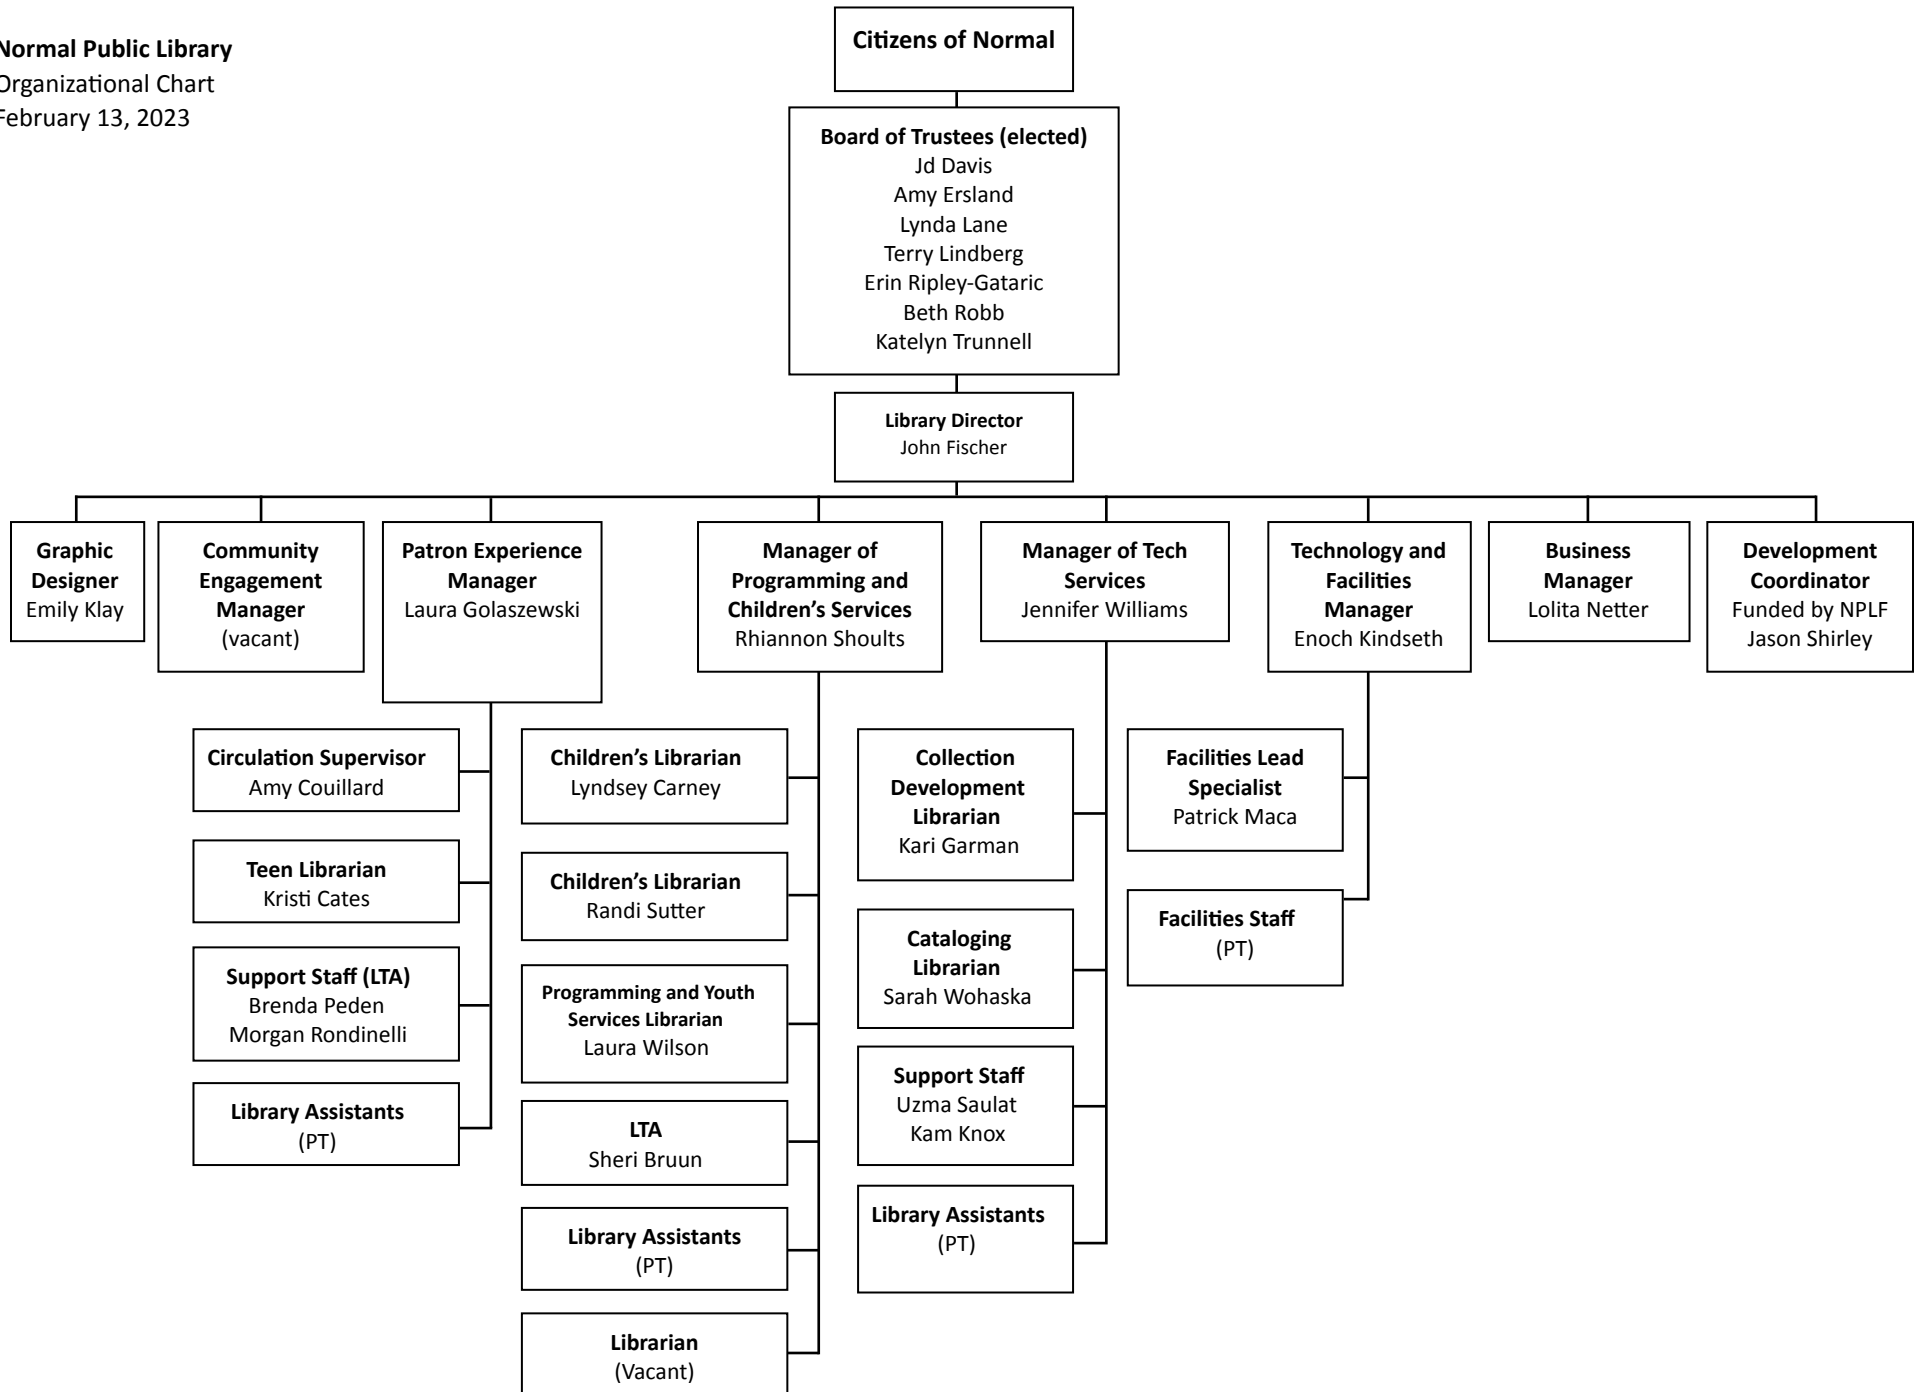 Normal Public Library
Organizational Chart
February 13, 2023
Citizens of Normal
Board of Trustees (elected)
Jd Davis
Amy Ersland
Lynda Lane
Terry Lindberg
Erin Ripley-Gataric
Beth Robb
Katelyn Trunnell
Library Director
John Fischer
Graphic
Designer
Emily Klay
Community
Engagement
Manager
(vacant)
Patron Experience
Manager
Laura Golaszewski
Manager of
Programming and
Children’s Services
Rhiannon Shoults
Manager of Tech
Services
Jennifer Williams
Technology and
Facilities
Manager
Enoch Kindseth
Business
Manager
Lolita Netter
Development
Coordinator
Funded by NPLF
Jason Shirley
Circulation Supervisor
Amy Couillard
Teen Librarian
Kristi Cates
Support Staff (LTA)
Brenda Peden
Morgan Rondinelli
Library Assistants
(PT)
Children’s Librarian
Lyndsey Carney
Children’s Librarian
Randi Sutter
Programming and Youth
Services Librarian
Laura Wilson
LTA
Sheri Bruun
Library Assistants
(PT)
Librarian
(Vacant)
Collection
Development
Librarian
Kari Garman
Cataloging
Librarian
Sarah Wohaska
Support Staff
Uzma Saulat
Kam Knox
Library Assistants
(PT)
Facilities Lead
Specialist
Patrick Maca
Facilities Staff
(PT)